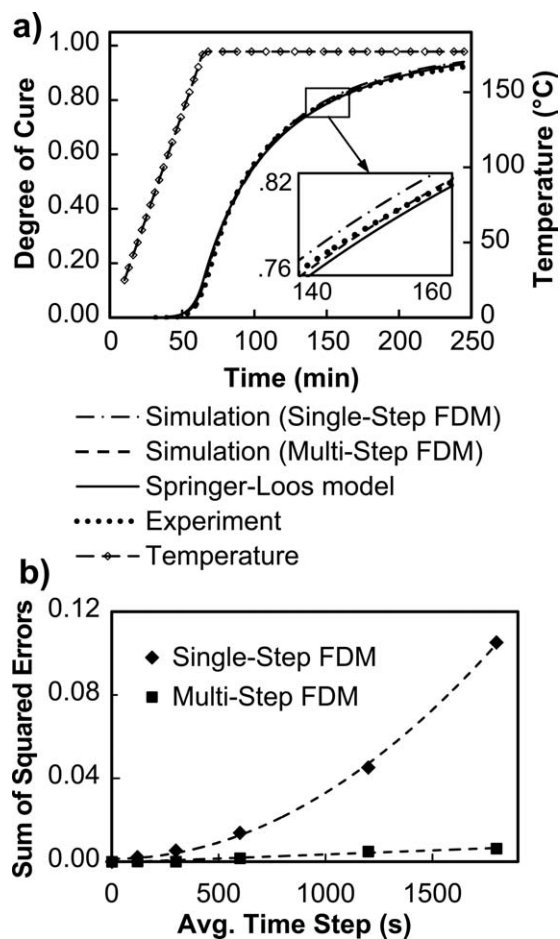 a)
1.00
0.80
0.60
0.40
0.20
0.00
Degree of Cure
150
100
50
0
Temperature (°C)
.82
.76
140
160
0
50
100
150
200
250
Time (min)
Simulation (Single-Step FDM)
Simulation (Multi-Step FDM)
Springer-Loos model
Experiment
Temperature
b)
0.12
0.08
0.04
0.00
Sum of Squared Errors
Single-Step FDM
Multi-Step FDM
0
500
1000
1500
Avg. Time Step (s)